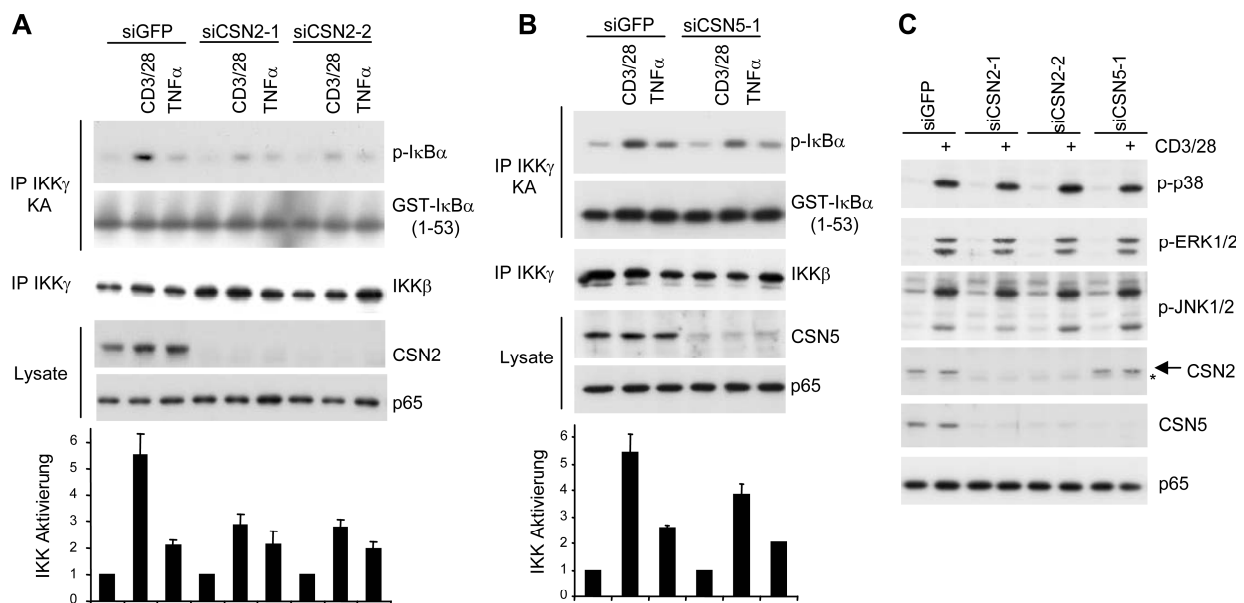 A
siGFP siCSN2-1 siCSN2-2
CD3/28 TNFα CD3/28 TNFα CD3/28 TNFα
IP IKKγ
KA
p-IκBα
GST-IκBα
(1-53)
IP IKKγ
IKKβ
Lysate
CSN2
p65
IKK Aktivierung
6
5
4
3
2
1
0
B
siGFP siCSN5-1
CD3/28 TNFα CD3/28 TNFα
IP IKKγ
KA
p-IκBα
GST-IκBα
(1-53)
IP IKKγ
IKKβ
Lysate
CSN5
p65
IKK Aktivierung
6
5
4
3
2
1
0
C
siGFP siCSN2-1 siCSN2-2 siCSN5-1
+ + + + CD3/28
p-p38
p-ERK1/2
p-JNK1/2
CSN2
*
CSN5
p65